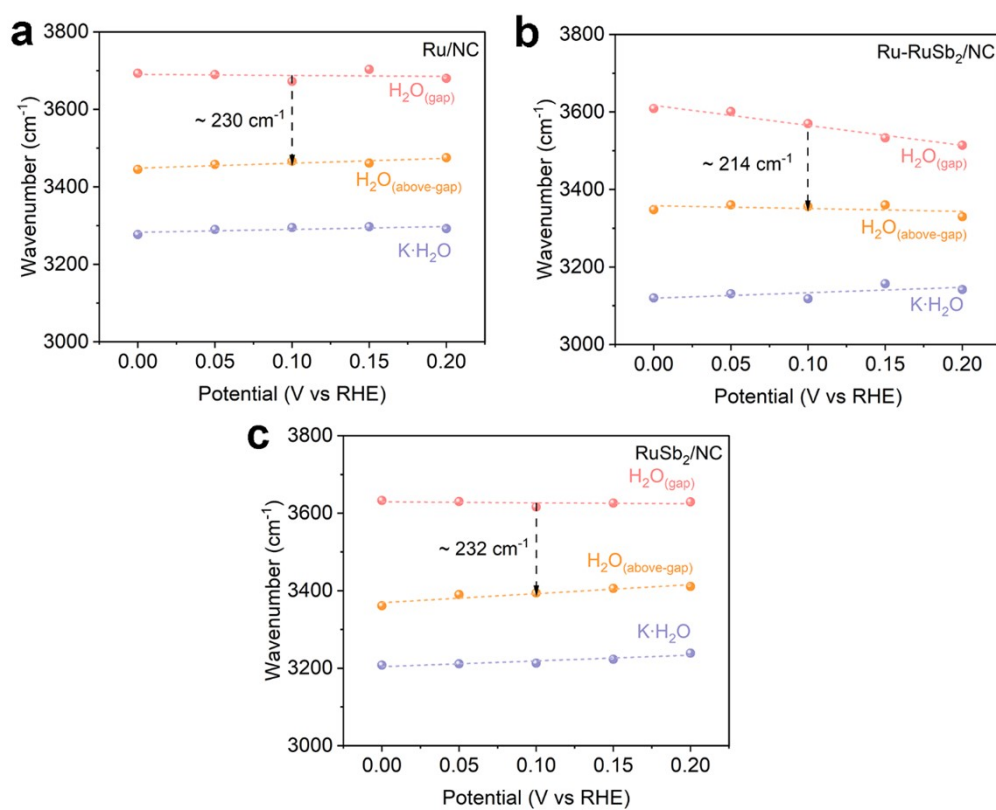 a
Ru/NC
3800
3600
3400
3200
3000
Wavenumber (cm⁻¹)
H₂O(gap)
~ 230 cm⁻¹
H₂O(above-gap)
K·H₂O
0.00 0.05 0.10 0.15 0.20
Potential (V vs RHE)
b
Ru-RuSb₂/NC
3800
3600
3400
3200
3000
Wavenumber (cm⁻¹)
H₂O(gap)
~ 214 cm⁻¹
H₂O(above-gap)
K·H₂O
0.00 0.05 0.10 0.15 0.20
Potential (V vs RHE)
c
RuSb₂/NC
3800
3600
3400
3200
3000
Wavenumber (cm⁻¹)
H₂O(gap)
~ 232 cm⁻¹
H₂O(above-gap)
K·H₂O
0.00 0.05 0.10 0.15 0.20
Potential (V vs RHE)